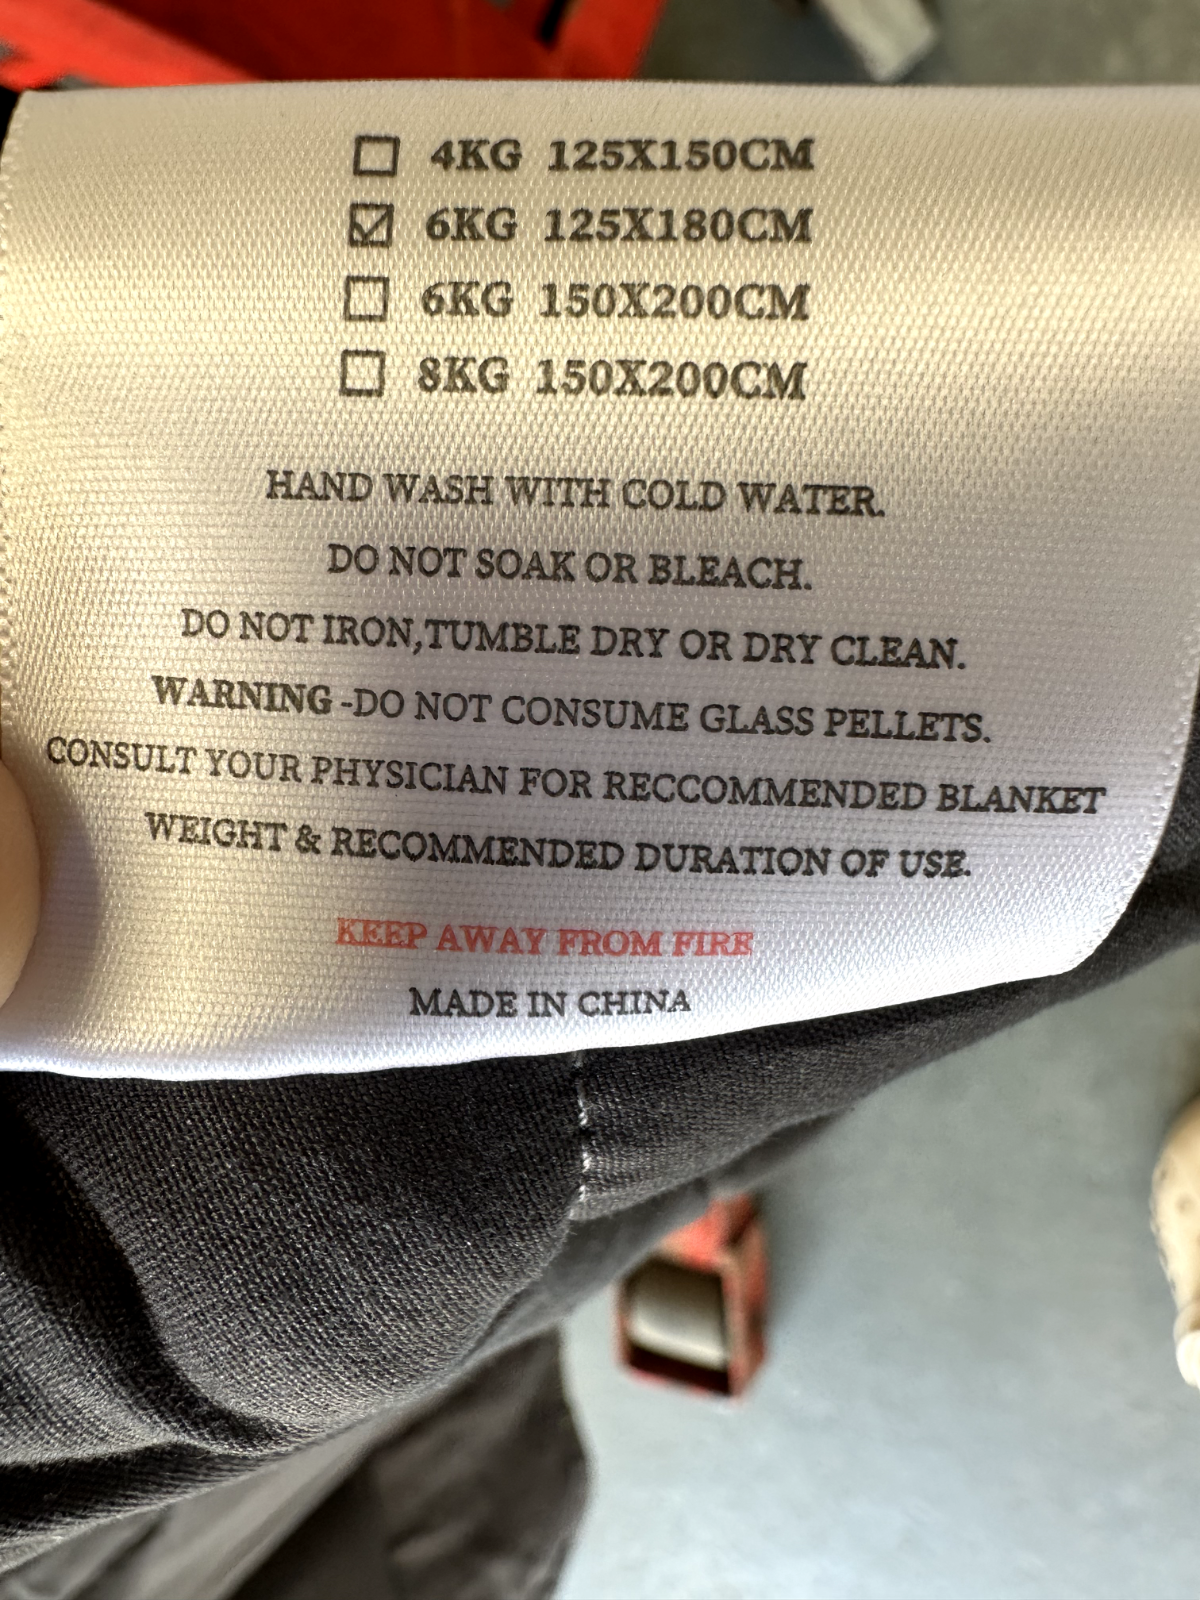 ☐ 4KG 125X150CM
☑ 6KG 125X180CM
☐ 6KG 150X200CM
☐ 8KG 150X200CM
HAND WASH WITH COLD WATER.
DO NOT SOAK OR BLEACH.
DO NOT IRON,TUMBLE DRY OR DRY CLEAN.
WARNING -DO NOT CONSUME GLASS PELLETS.
CONSULT YOUR PHYSICIAN FOR RECCOMMENDED BLANKET
WEIGHT & RECOMMENDED DURATION OF USE.
KEEP AWAY FROM FIRE
MADE IN CHINA